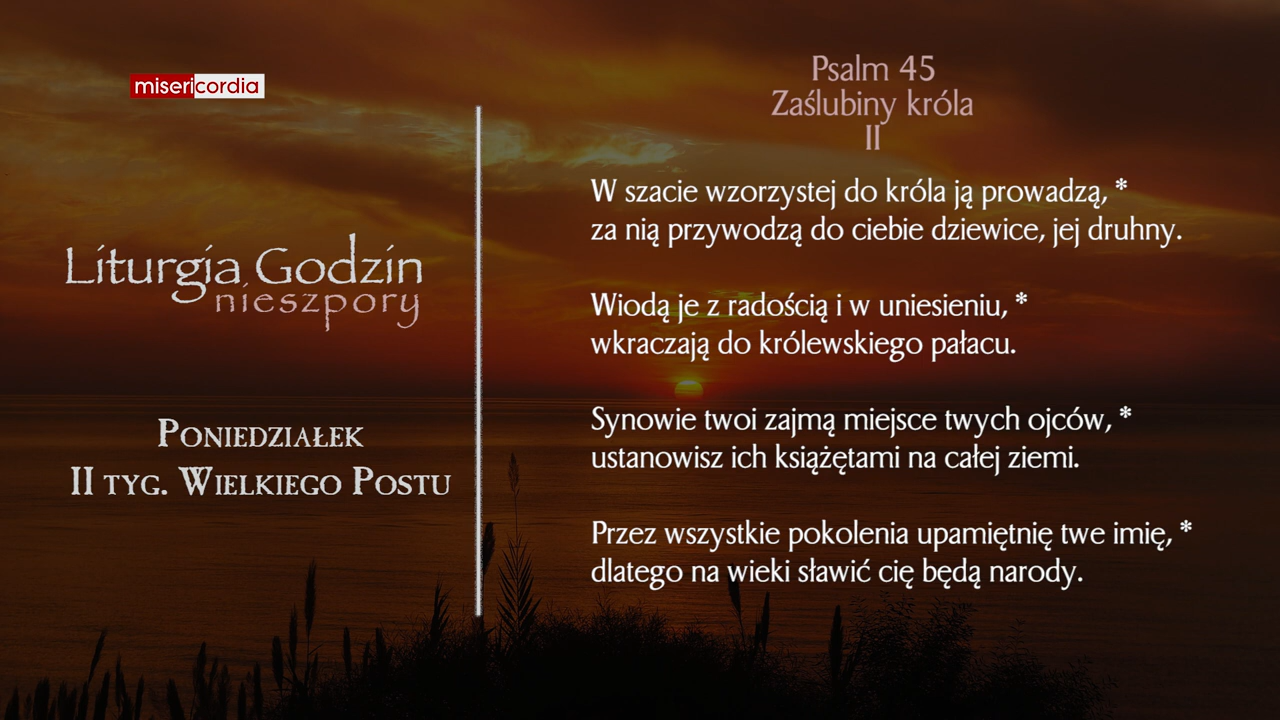 misericordia
Liturgia Godzin
nieszpory
Poniedziałek
II tyg. Wielkiego Postu
Psalm 45
Zaślubiny króla
II
W szacie wzorzystej do króla ją prowadzą, *
za nią przywodzą do ciebie dziewice, jej druhny.
Wiodą je z radością i w uniesieniu, *
wkraczają do królewskiego pałacu.
Synowie twoi zajmą miejsce twych ojców, *
ustanowisz ich książętami na całej ziemi.
Przez wszystkie pokolenia upamiętnię twe imię, *
dlatego na wieki sławić cię będą narody.